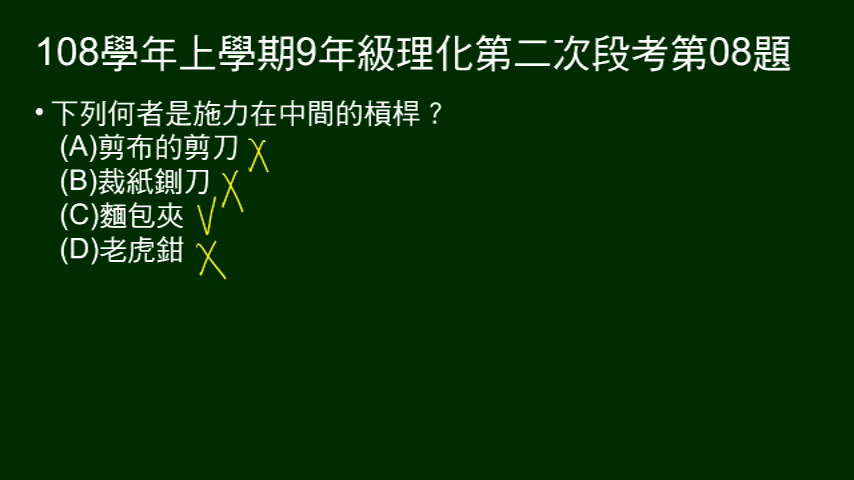 108學年上學期9年級理化第二次段考第08題
• 下列何者是施力在中間的槓桿？
(A)剪布的剪刀
(B)裁紙鍘刀
(C)麵包夾
(D)老虎鉗